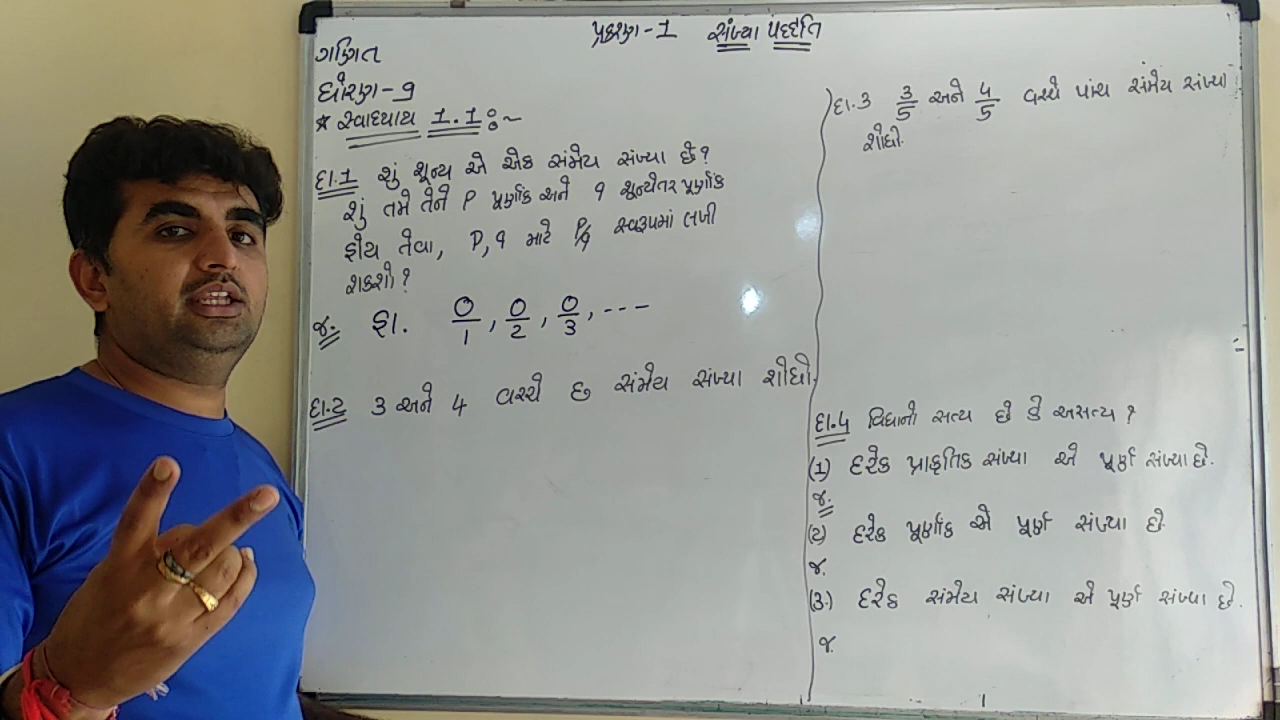 પ્રકરણ - 1 સંખ્યા પદ્દતિ
ગણિત
ધોરણ - 9
* સ્વાધ્યાય 1.1 :~
દા.1 શું શૂન્ય એ એક સંમેય સંખ્યા છે?
શું તમે તેને P પૂર્ણાંક અને q શૂન્યેતર પૂર્ણાંક
હોય તેવા, P, q માટે P/q સ્વરૂપમાં લખી
શકશો?
જ. હા. 0/1, 0/2, 0/3, ---
દા.2 3 અને 4 વચ્ચે છ સંમેય સંખ્યા શોધો.
દા.3 3/5 અને 4/5 વચ્ચે પાંચ સંમેય સંખ્યા
શોધો.
દા.4 વિધાનો સત્ય છે કે અસત્ય?
(1) દરેક પ્રાકૃતિક સંખ્યા એ પૂર્ણ સંખ્યા છે.
જ.
(2) દરેક પૂર્ણાંક એ પૂર્ણ સંખ્યા છે.
જ.
(3.) દરેક સંમેય સંખ્યા એ પૂર્ણ સંખ્યા છે.
જ.